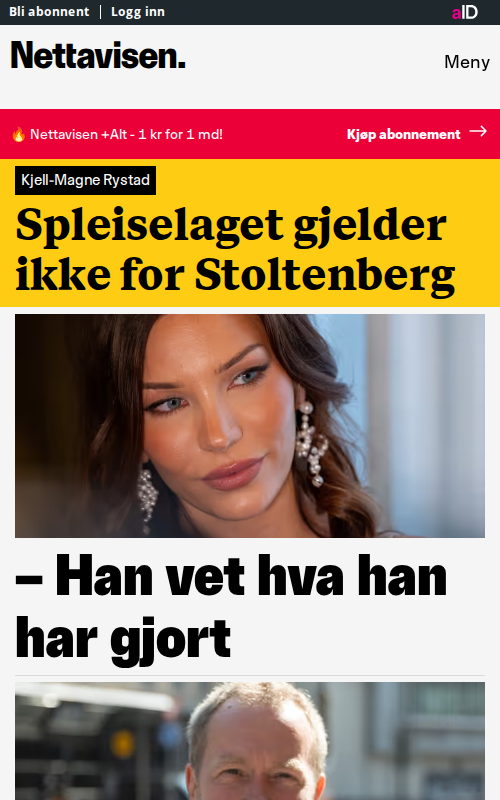 Bli abonnent | Logg inn
aID
Nettavisen.
Meny
🔥 Nettavisen +Alt - 1 kr for 1 md!
Kjøp abonnement →
Kjell-Magne Rystad
Spleiselaget gjelder
ikke for Stoltenberg
– Han vet hva han
har gjort